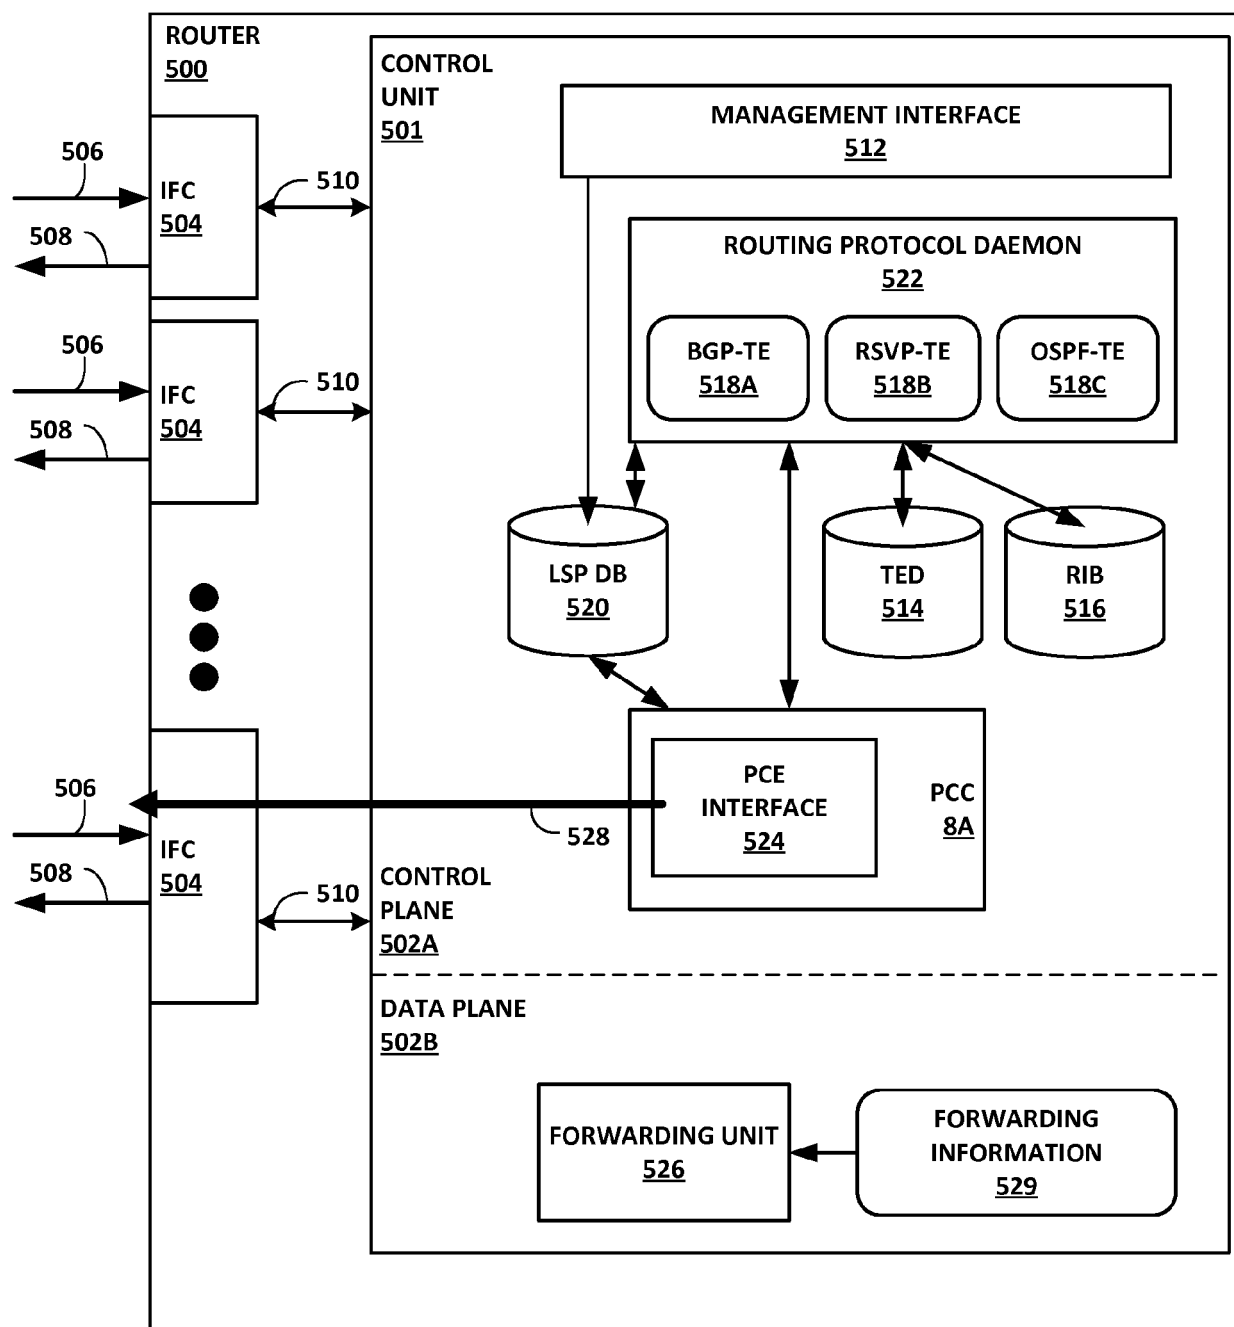 ROUTER
500
CONTROL
UNIT
501
MANAGEMENT INTERFACE
512
506
IFC
504
510
508
ROUTING PROTOCOL DAEMON
522
BGP-TE
518A
RSVP-TE
518B
OSPF-TE
518C
506
IFC
504
510
508
LSP DB
520
TED
514
RIB
516
506
IFC
504
508
510
528
PCE
INTERFACE
524
PCC
8A
CONTROL
PLANE
502A
DATA PLANE
502B
FORWARDING UNIT
526
FORWARDING
INFORMATION
529